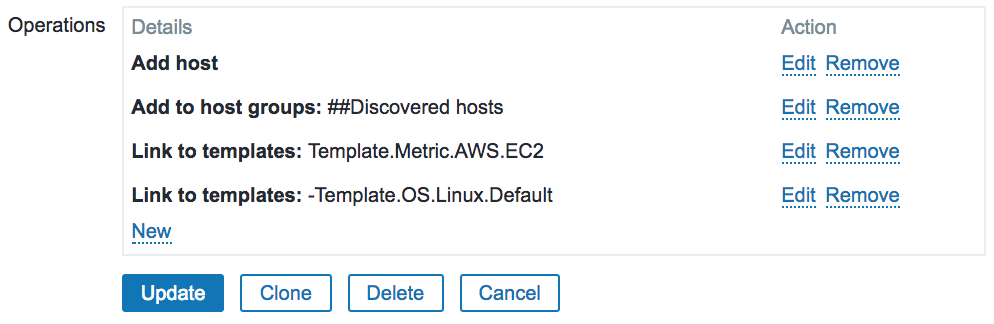 Operations Details Action
Add host Edit Remove
Add to host groups: ##Discovered hosts Edit Remove
Link to templates: Template.Metric.AWS.EC2 Edit Remove
Link to templates: -Template.OS.Linux.Default Edit Remove
New
Update Clone Delete Cancel